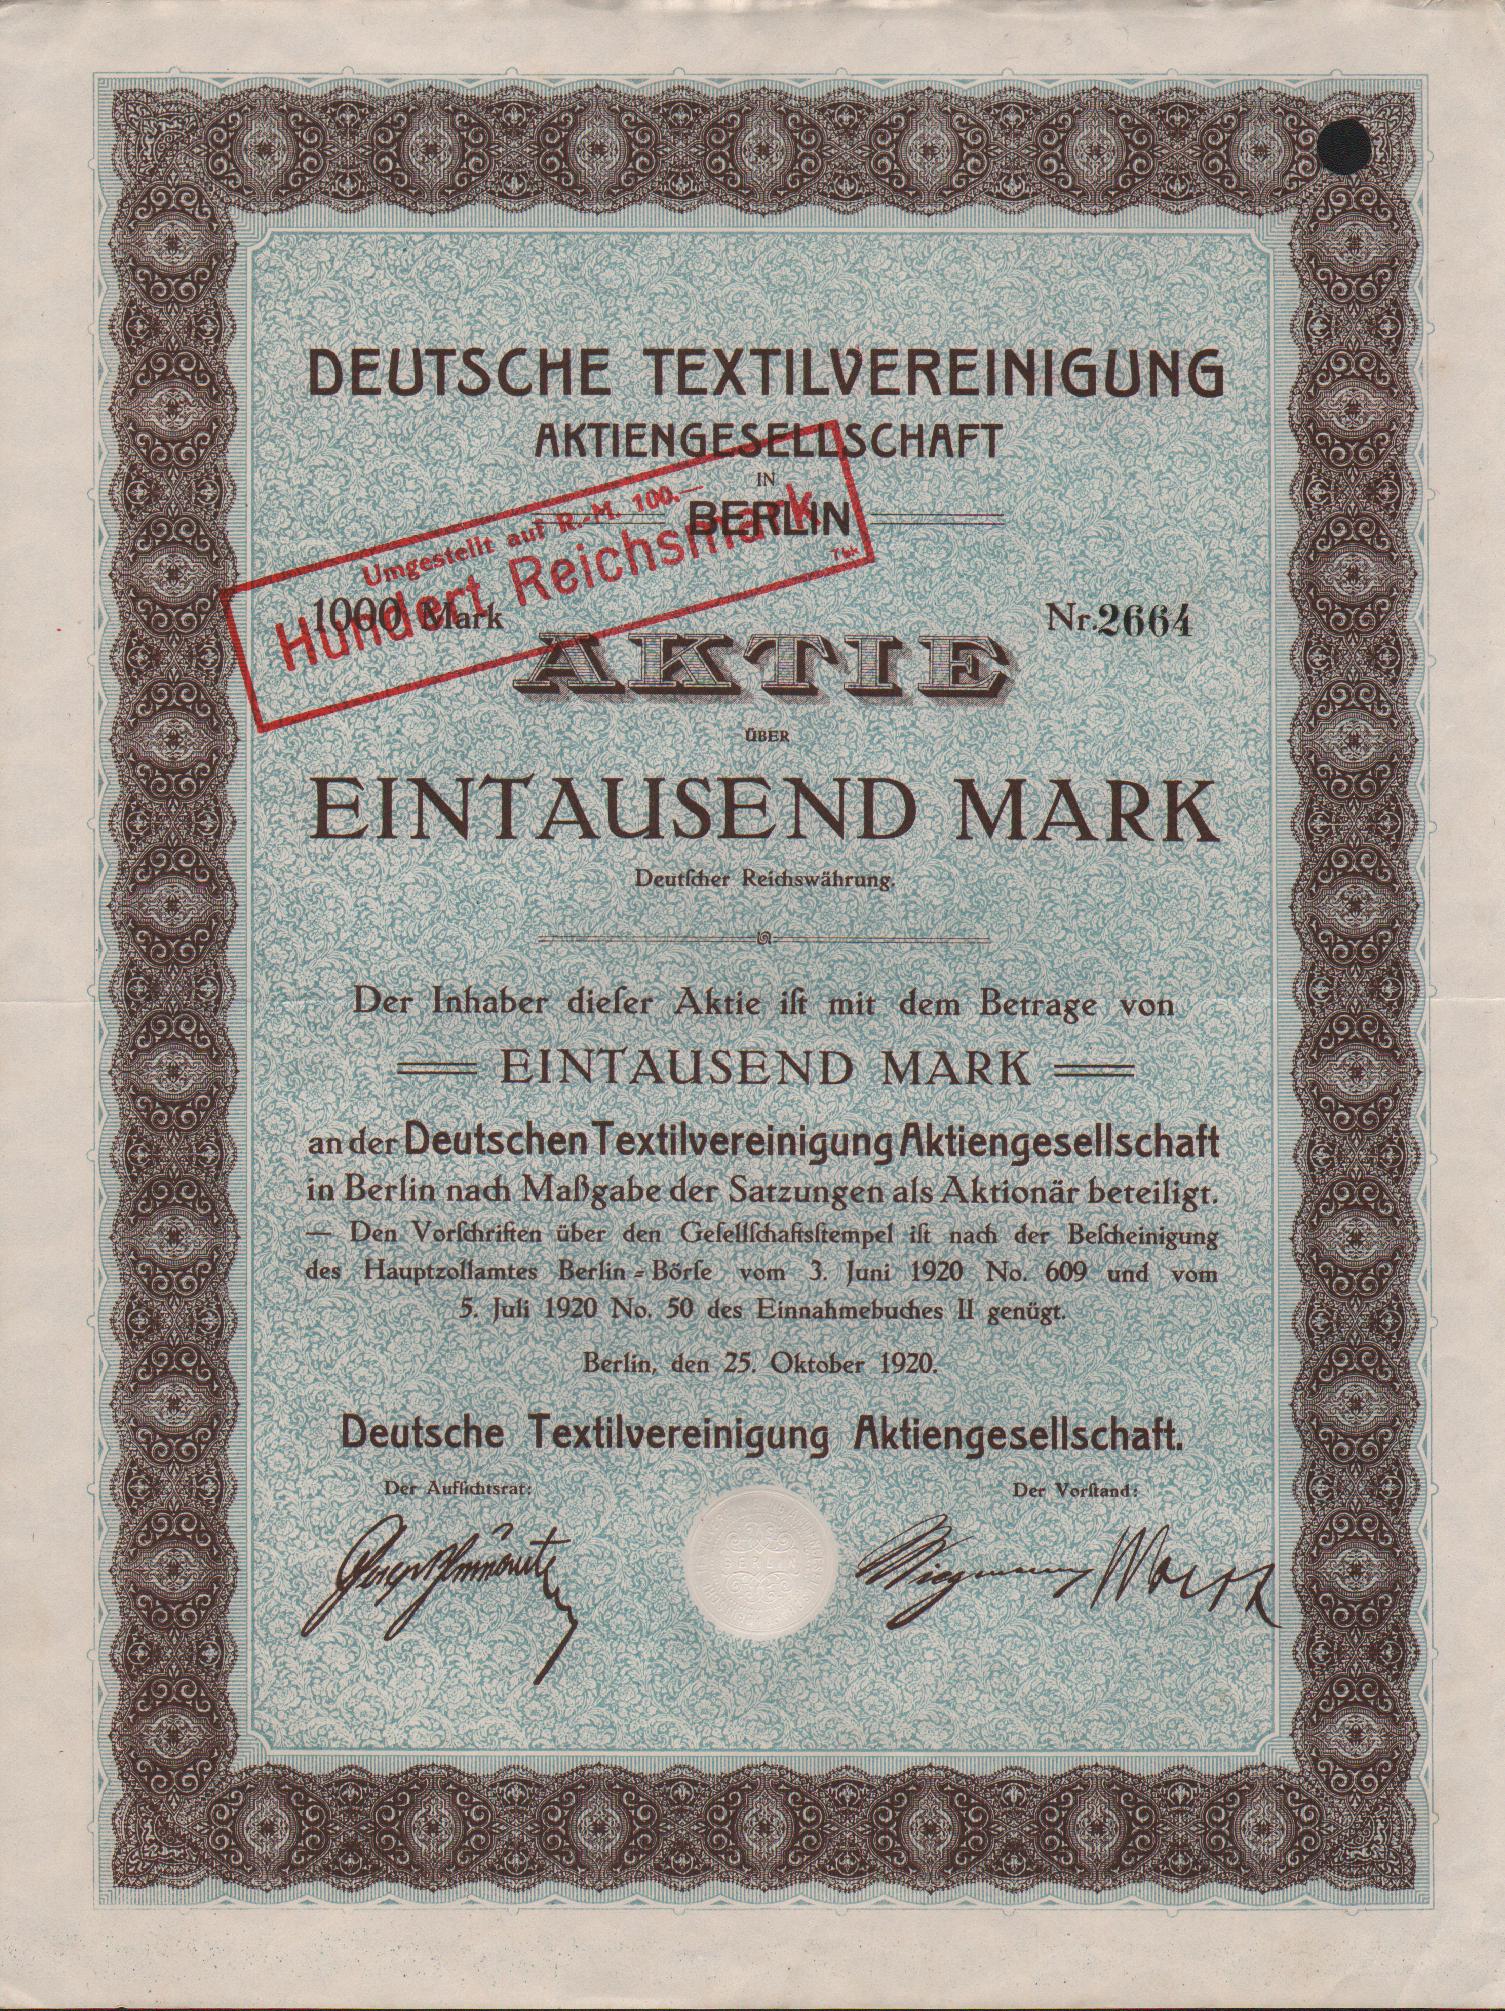 DEUTSCHE TEXTILVEREINIGUNG
AKTIENGESELLSCHAFT
IN
BERLIN
Umgestellt auf R.-M. 100.—
Hundert Reichsmark
1000 Mark
Nr. 2664
AKTIE
ÜBER
EINTAUSEND MARK
Deutſcher Reichswährung.
Der Inhaber dieſer Aktie iſt mit dem Betrage von
EINTAUSEND MARK
an der Deutschen Textilvereinigung Aktiengesellschaft
in Berlin nach Maßgabe der Satzungen als Aktionär beteiligt.
— Den Vorſchriften über den Geſellſchaftsſtempel iſt nach der Beſcheinigung
des Hauptzollamtes Berlin-Börſe vom 3. Juni 1920 No. 609 und vom
5. Juli 1920 No. 50 des Einnahmebuches II genügt.
Berlin, den 25. Oktober 1920.
Deutsche Textilvereinigung Aktiengesellschaft.
Der Aufſichtsrat:
Der Vorſtand:
BERLIN